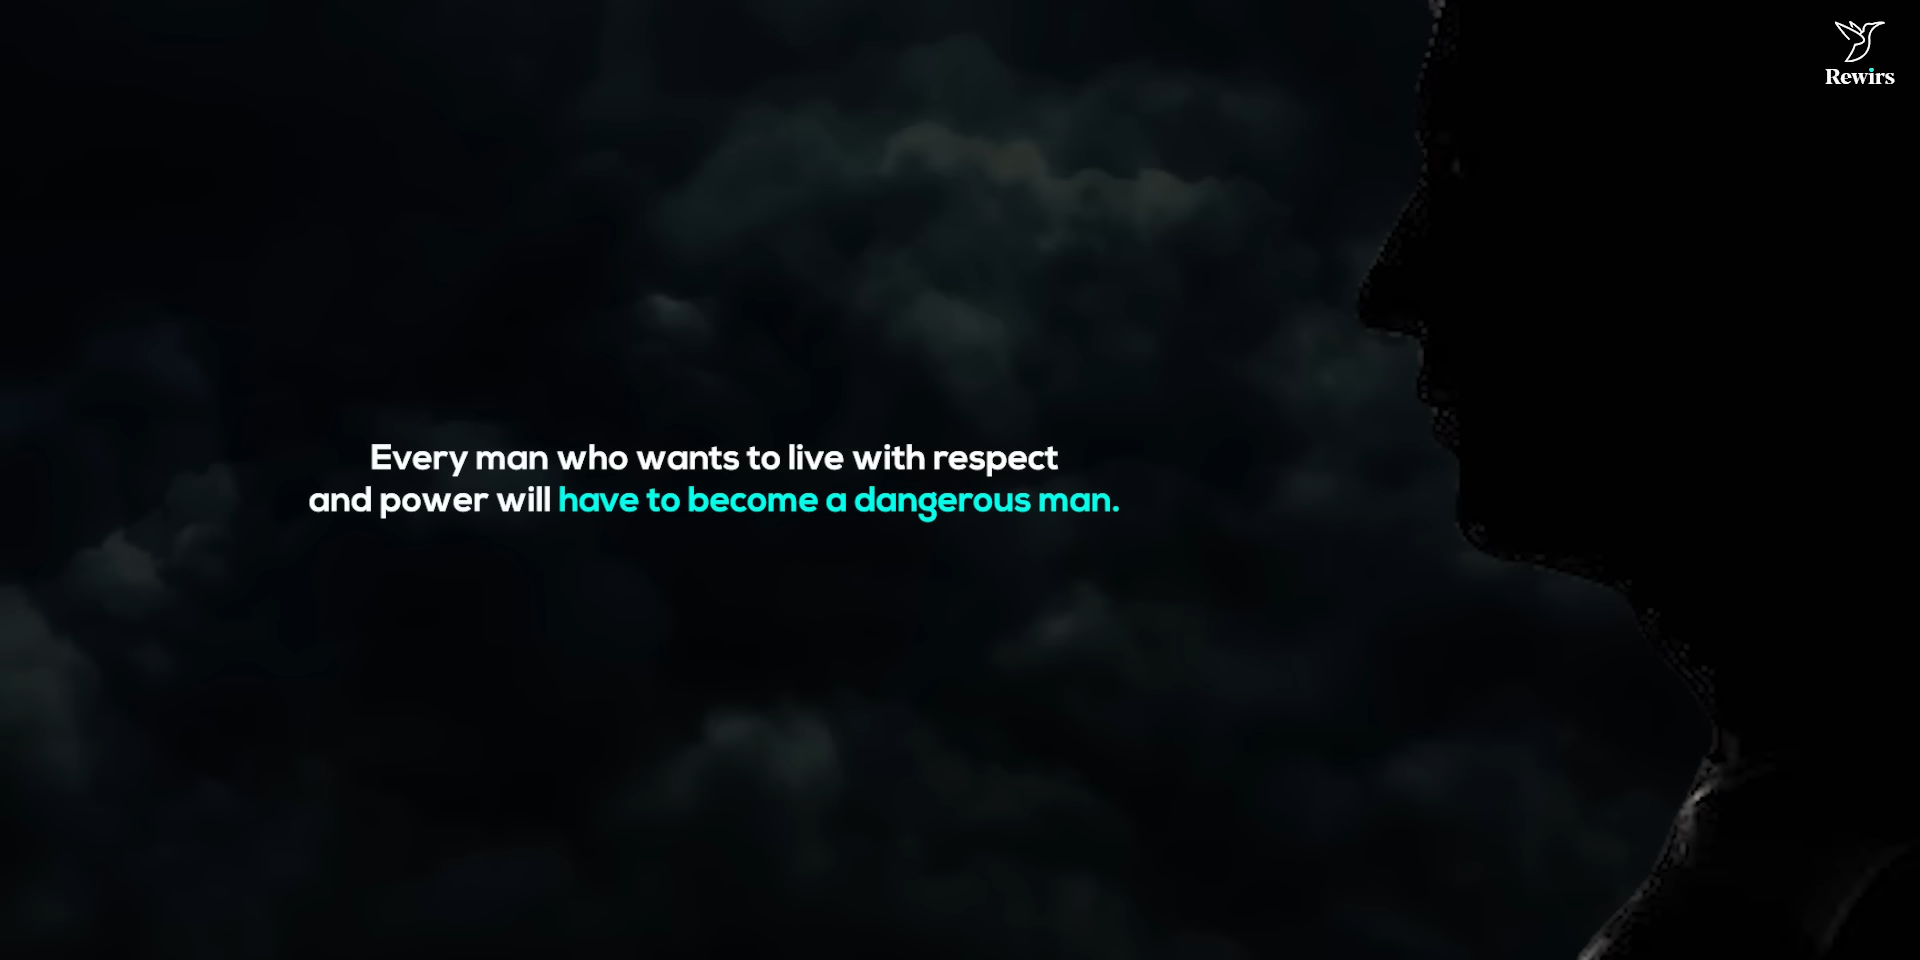 Rewirs
Every man who wants to live with respect
and power will have to become a dangerous man.